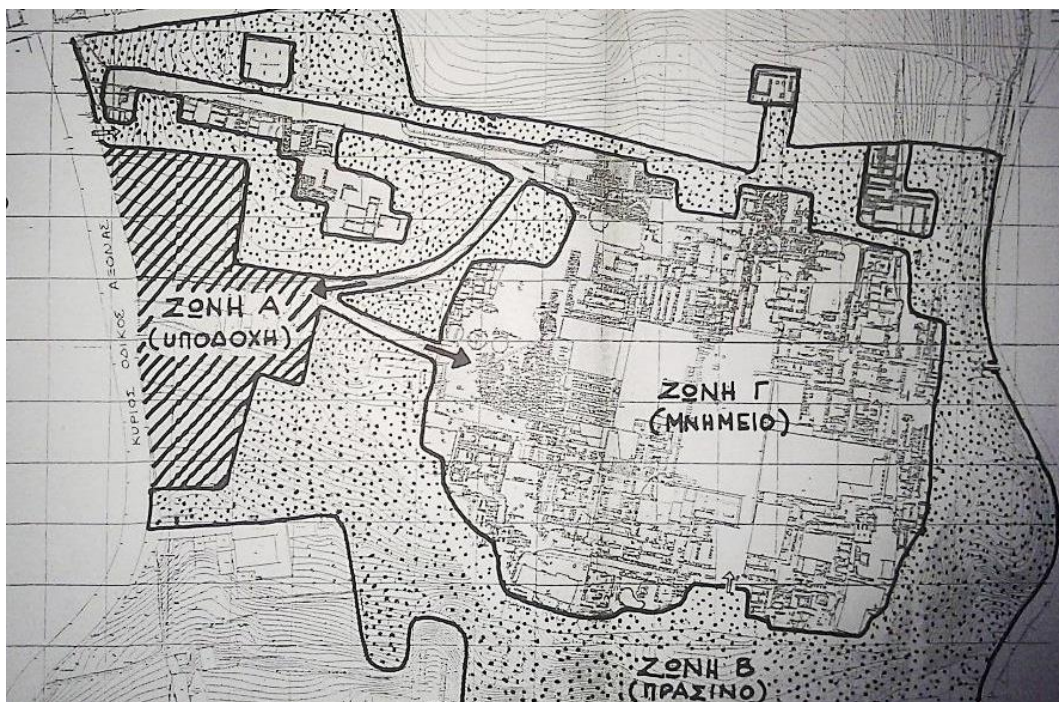 ΚΥΡΙΟΣ ΟΔΙΚΟΣ ΑΞΟΝΑΣ
ΖΩΝΗ Α
(ΥΠΟΔΟΧΗ)
ΖΩΝΗ Γ
(ΜΝΗΜΕΙΟ)
ΖΩΝΗ Β
(ΠΡΑΣΙΝΟ)